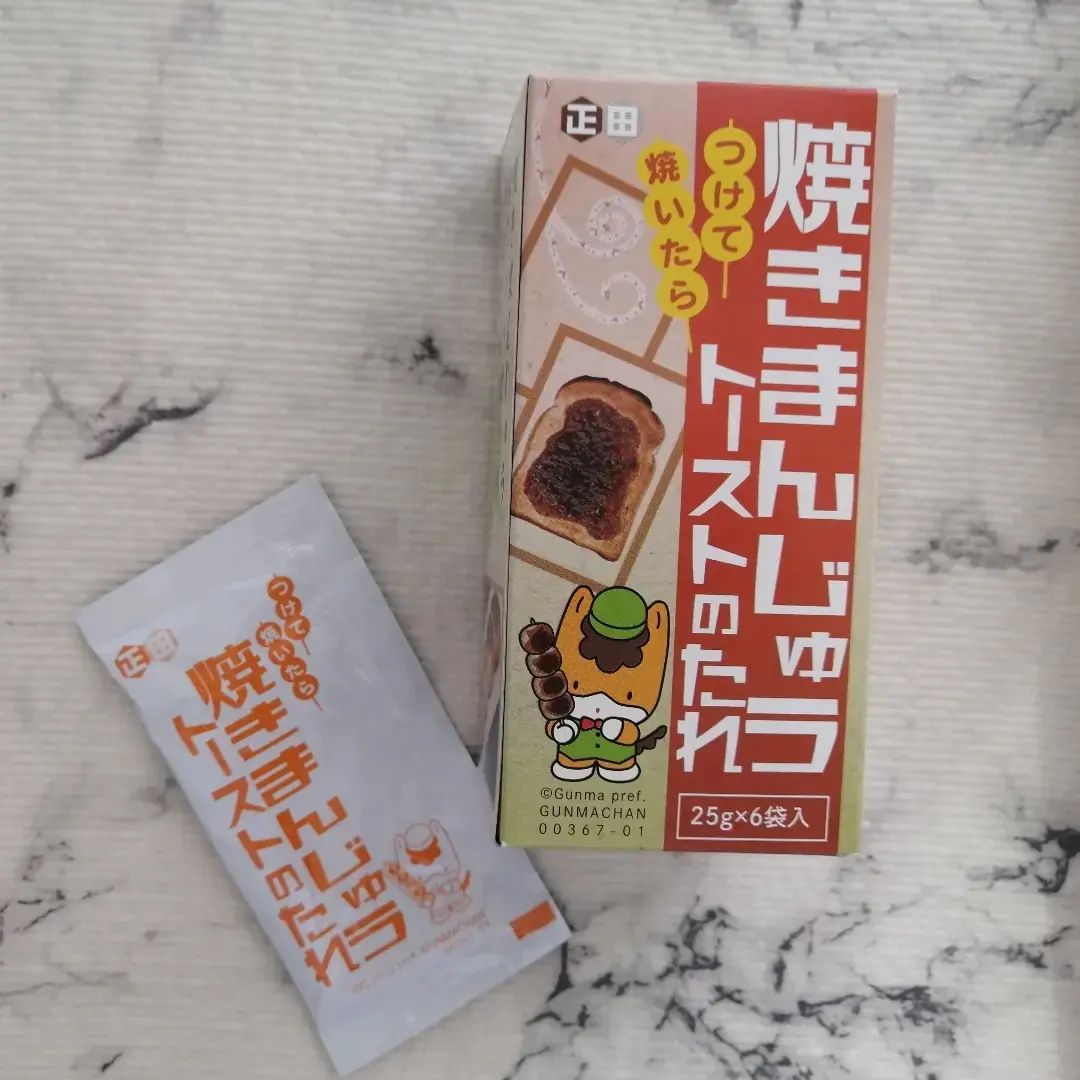 正田
つけて
焼いたら
焼きまんじゅう
トーストのたれ
©Gunma pref.
GUNMACHAN
00367-01
25g×6袋入
正田
つけて
焼いたら
焼きまんじゅう
トーストのたれ
GUNMACHAN